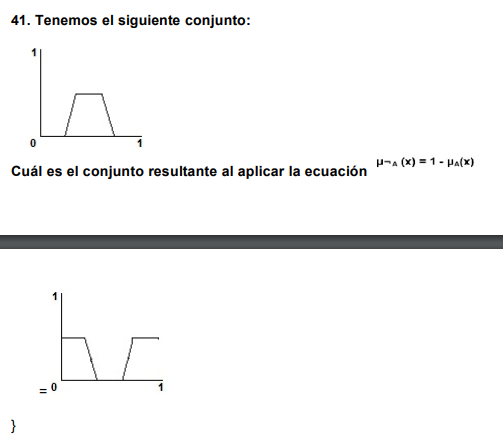 41. Tenemos el siguiente conjunto:
1
0 1
Cuál es el conjunto resultante al aplicar la ecuación μ¬A (x) = 1 - μA(x)
1
= 0 1
}